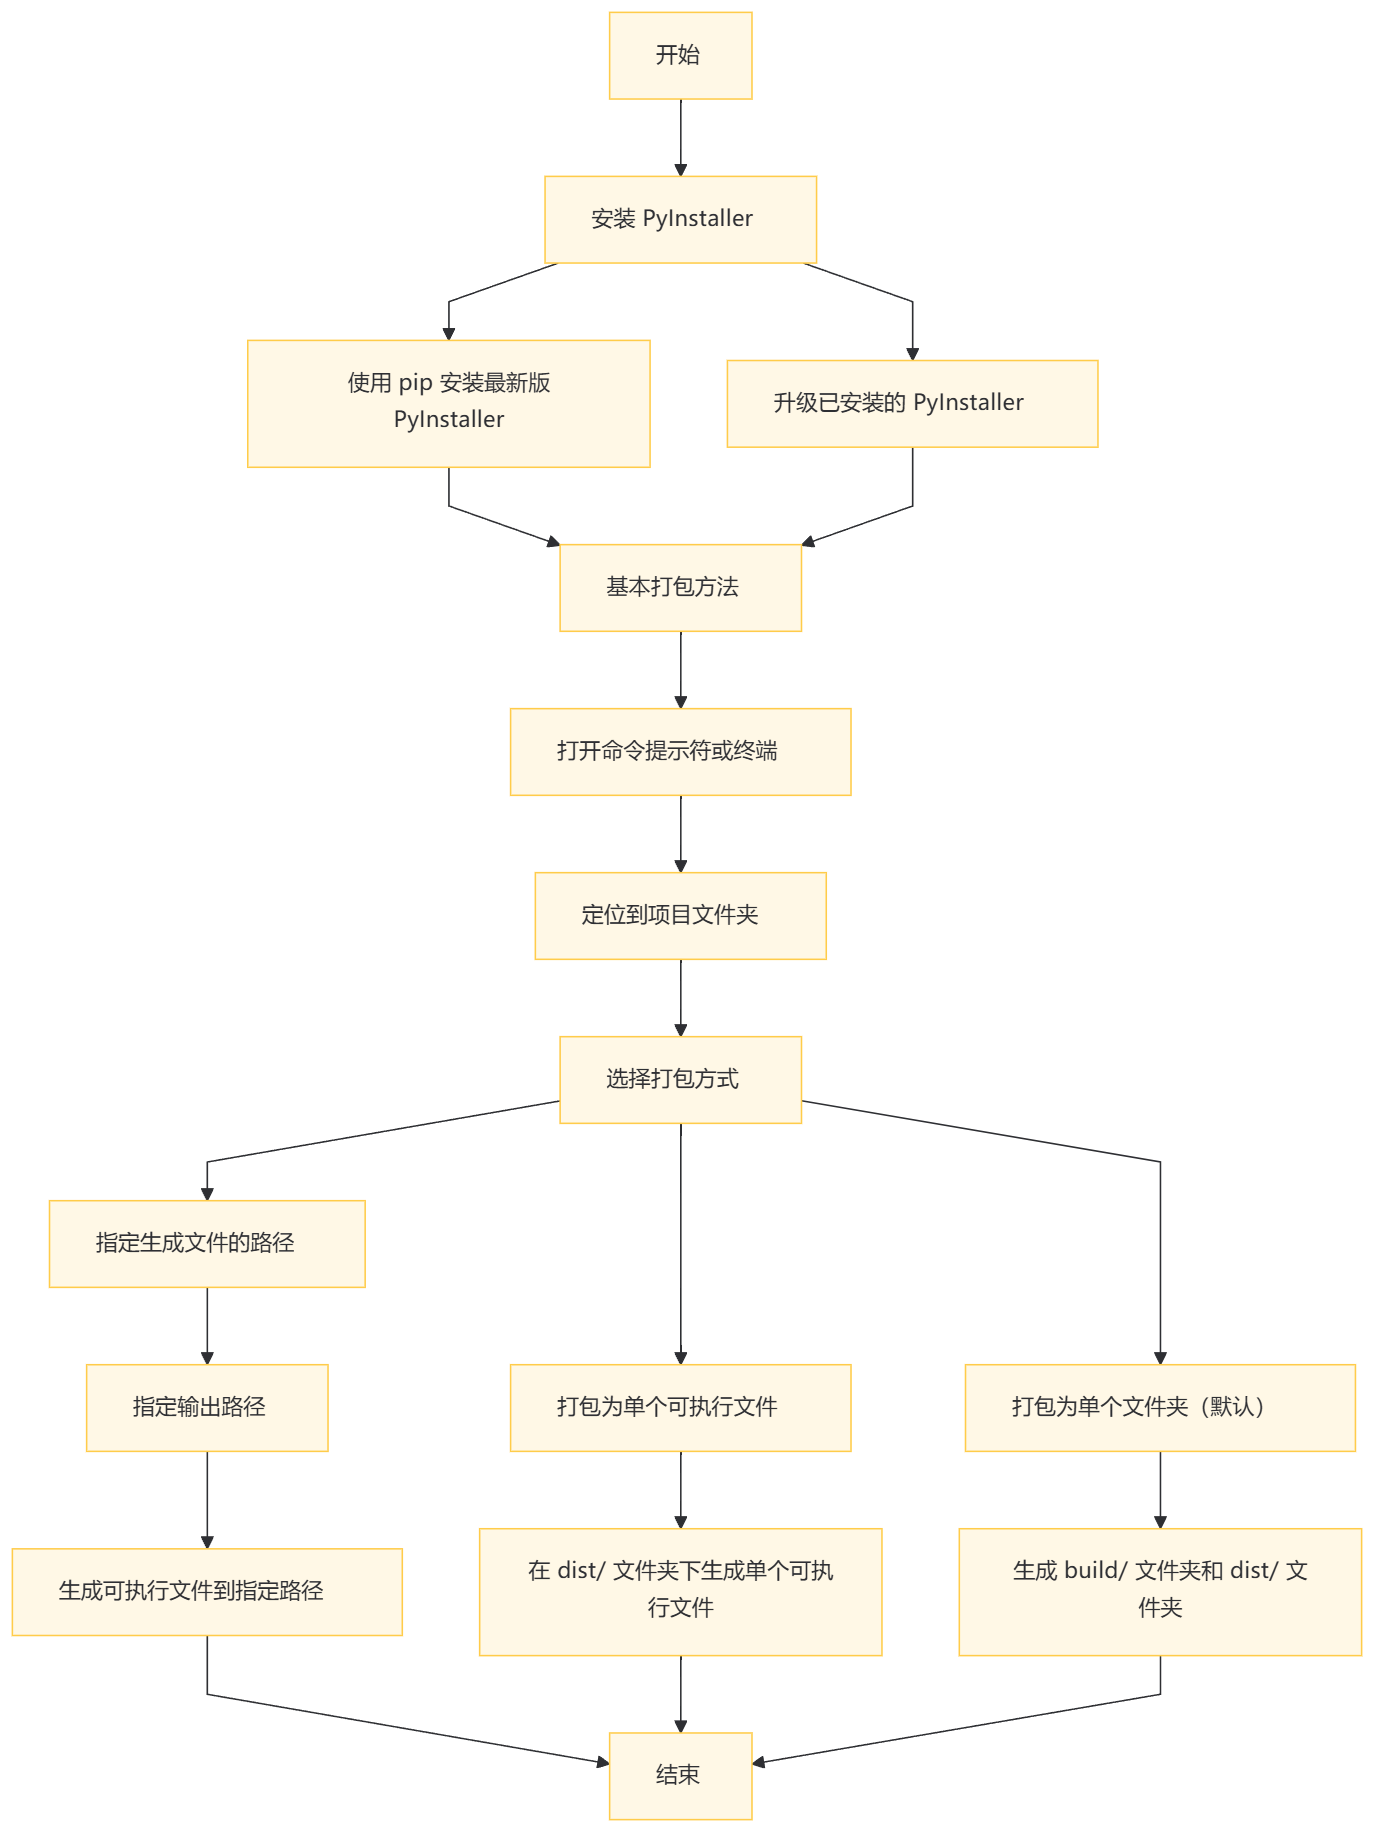 开始
安装 PyInstaller
使用 pip 安装最新版
PyInstaller
升级已安装的 PyInstaller
基本打包方法
打开命令提示符或终端
定位到项目文件夹
选择打包方式
指定生成文件的路径
指定输出路径
打包为单个可执行文件
打包为单个文件夹（默认）
生成可执行文件到指定路径
在 dist/ 文件夹下生成单个可执
行文件
生成 build/ 文件夹和 dist/ 文
件夹
结束